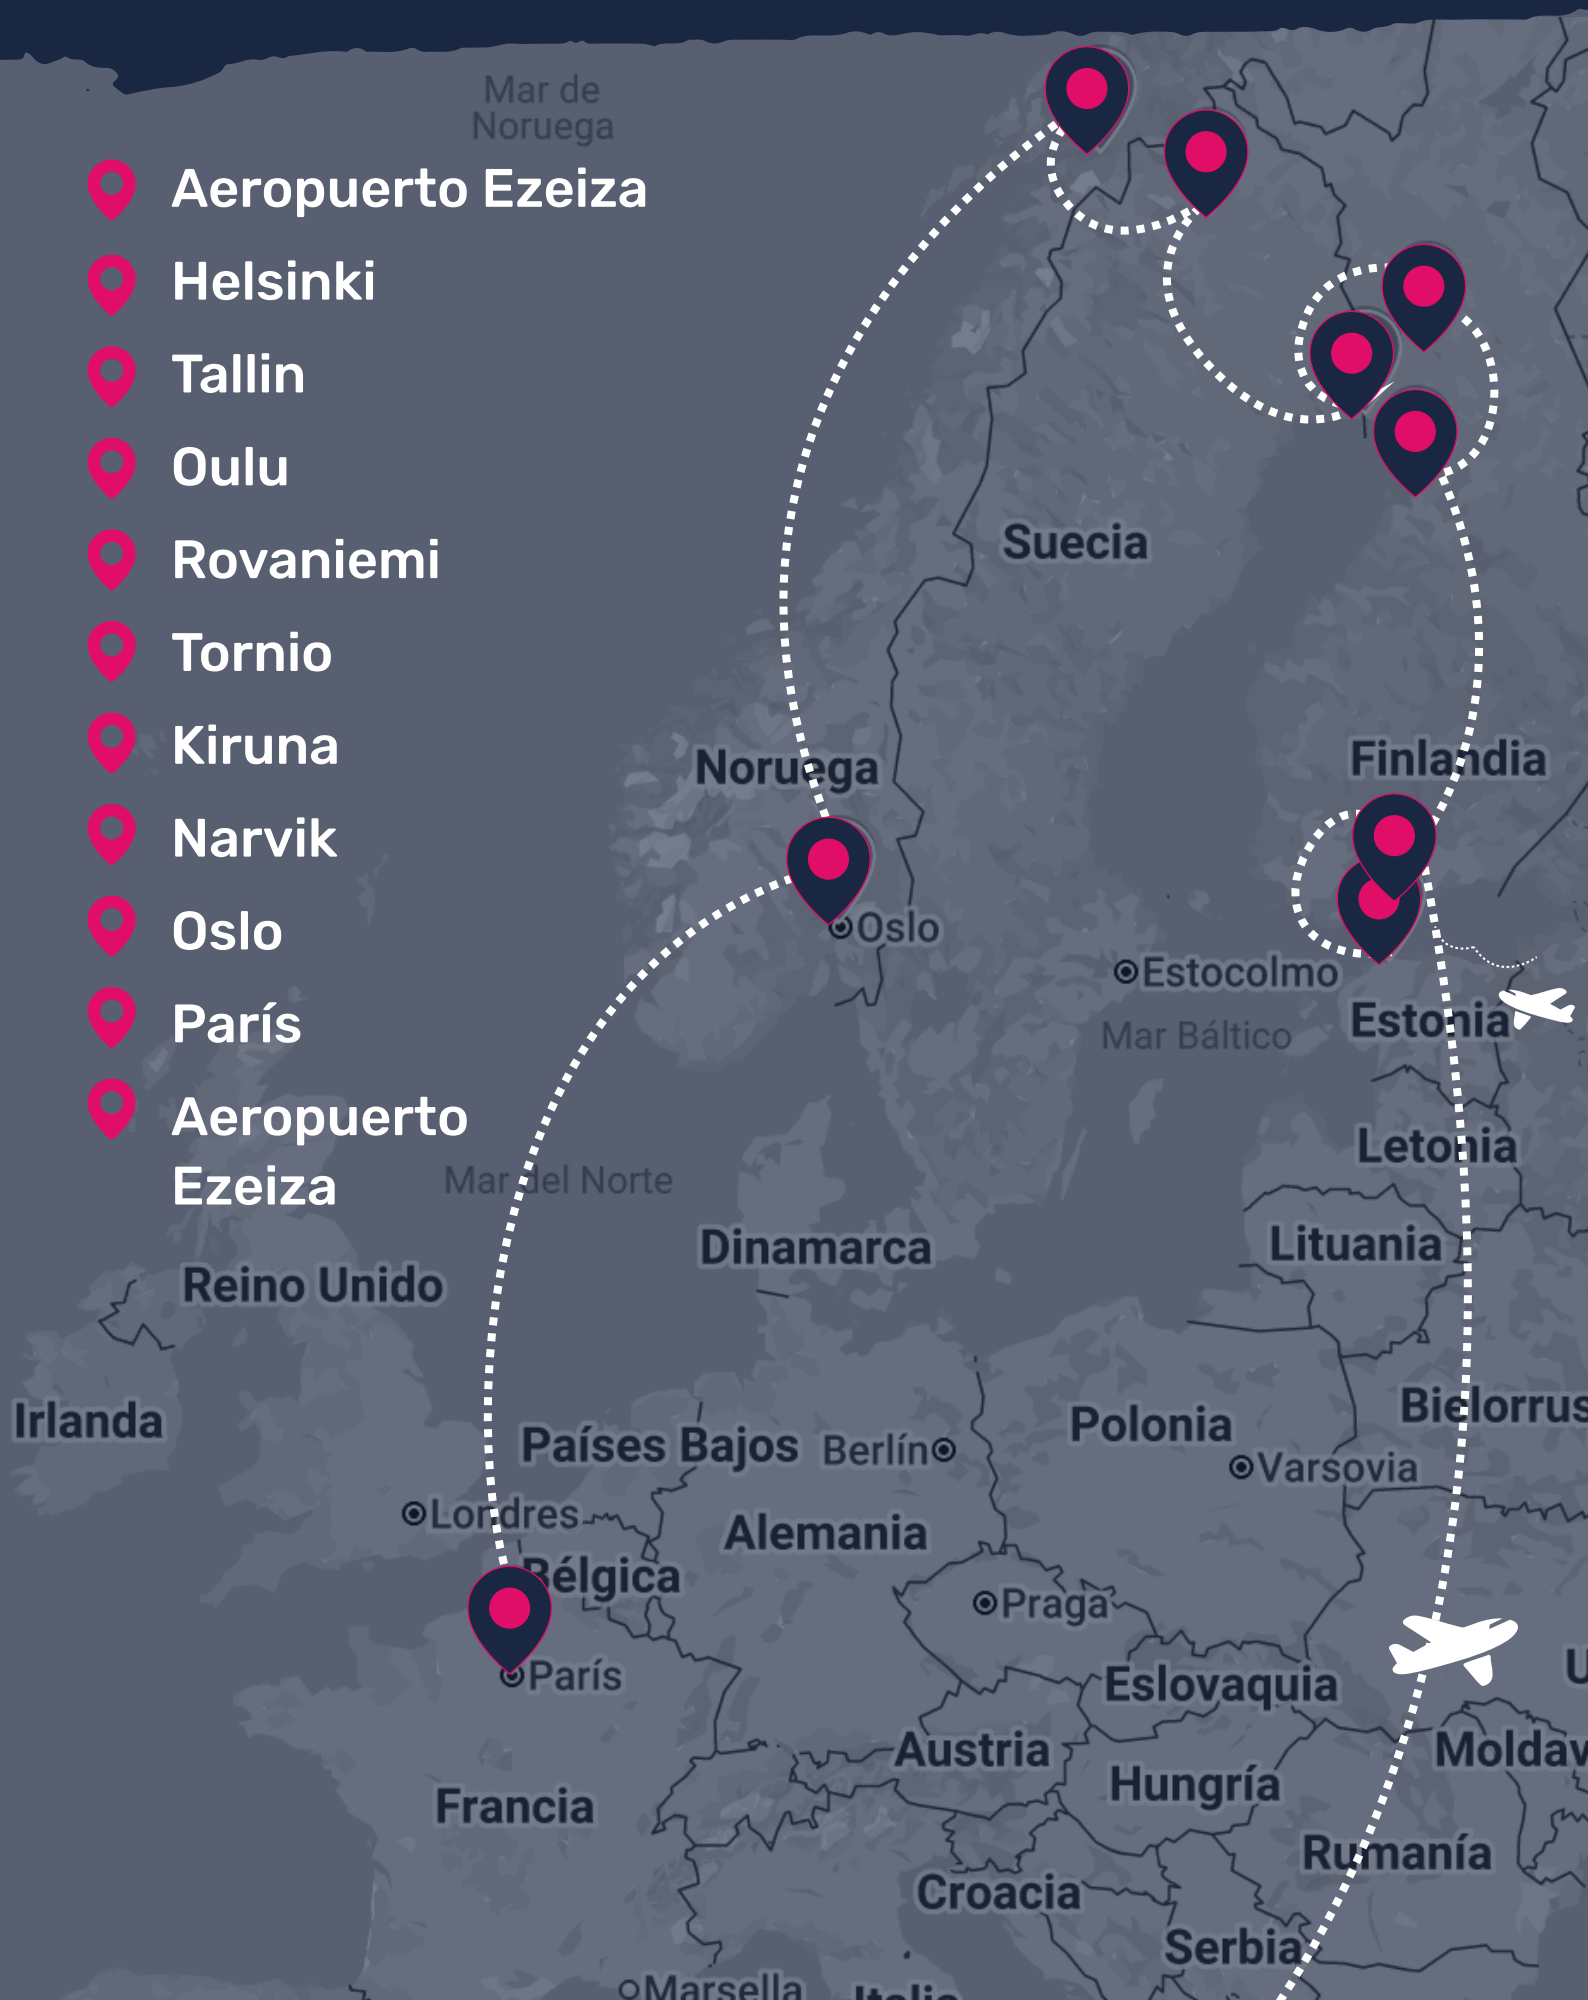 Mar de
Noruega
Aeropuerto Ezeiza
Helsinki
Tallin
Oulu
Rovaniemi
Tornio
Kiruna
Narvik
Oslo
París
Aeropuerto
Ezeiza
Suecia
Noruega
Finlandia
Oslo
Estocolmo
Mar Báltico
Estonia
Letonia
Mar del Norte
Dinamarca
Lituania
Reino Unido
Irlanda
Países Bajos
Berlín
Polonia
Bielorrus
Varsovia
Londres
Alemania
Bélgica
Praga
París
Eslovaquia
U
Austria
Moldav
Hungría
Francia
Rumanía
Croacia
Serbia
Marsella
Italia